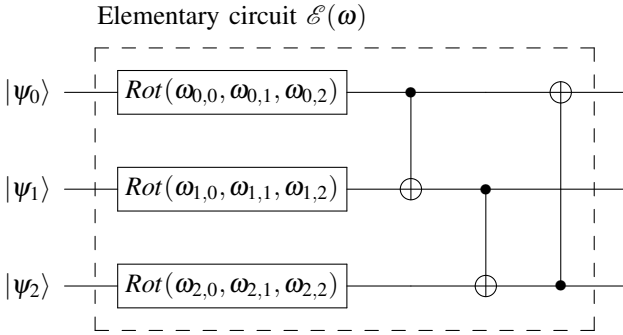 Elementary circuit ℰ(ω)
|ψ₀⟩ Rot(ω₀,₀, ω₀,₁, ω₀,₂)
|ψ₁⟩ Rot(ω₁,₀, ω₁,₁, ω₁,₂)
|ψ₂⟩ Rot(ω₂,₀, ω₂,₁, ω₂,₂)